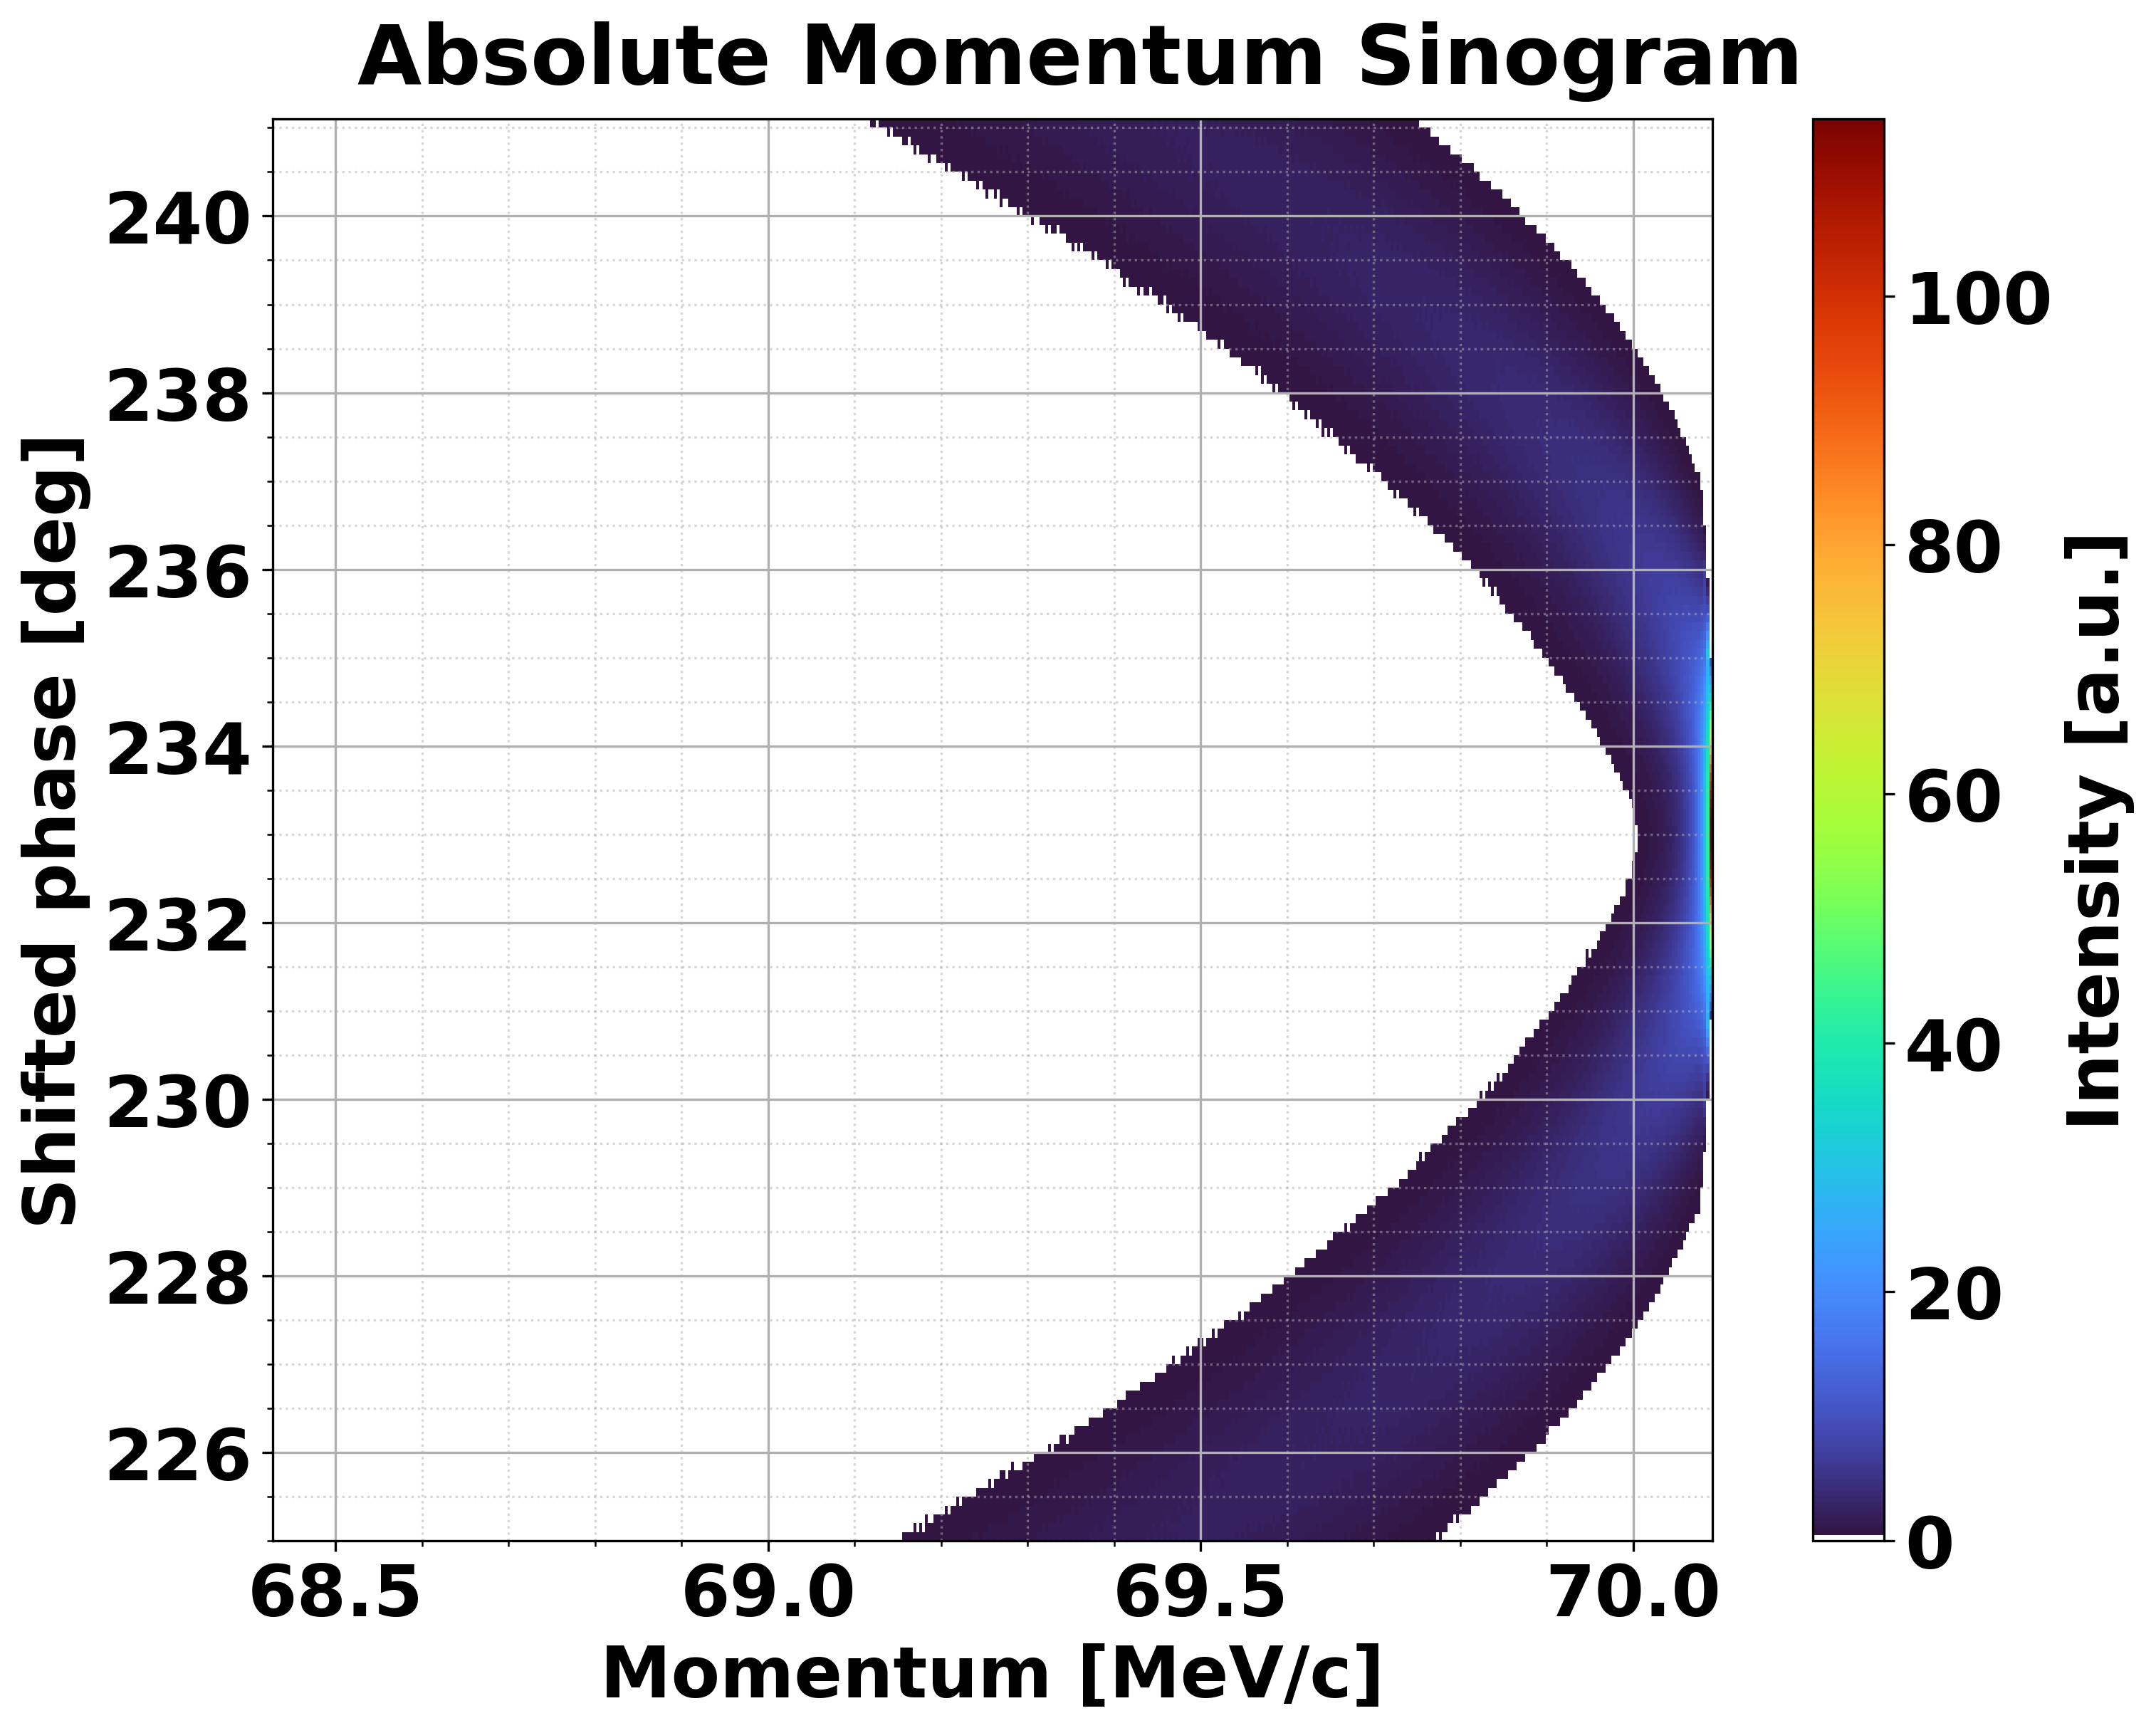 Absolute Momentum Sinogram
Shifted phase [deg]
240
238
236
234
232
230
228
226
68.5 69.0 69.5 70.0
Momentum [MeV/c]
100
80
60
40
20
0
Intensity [a.u.]